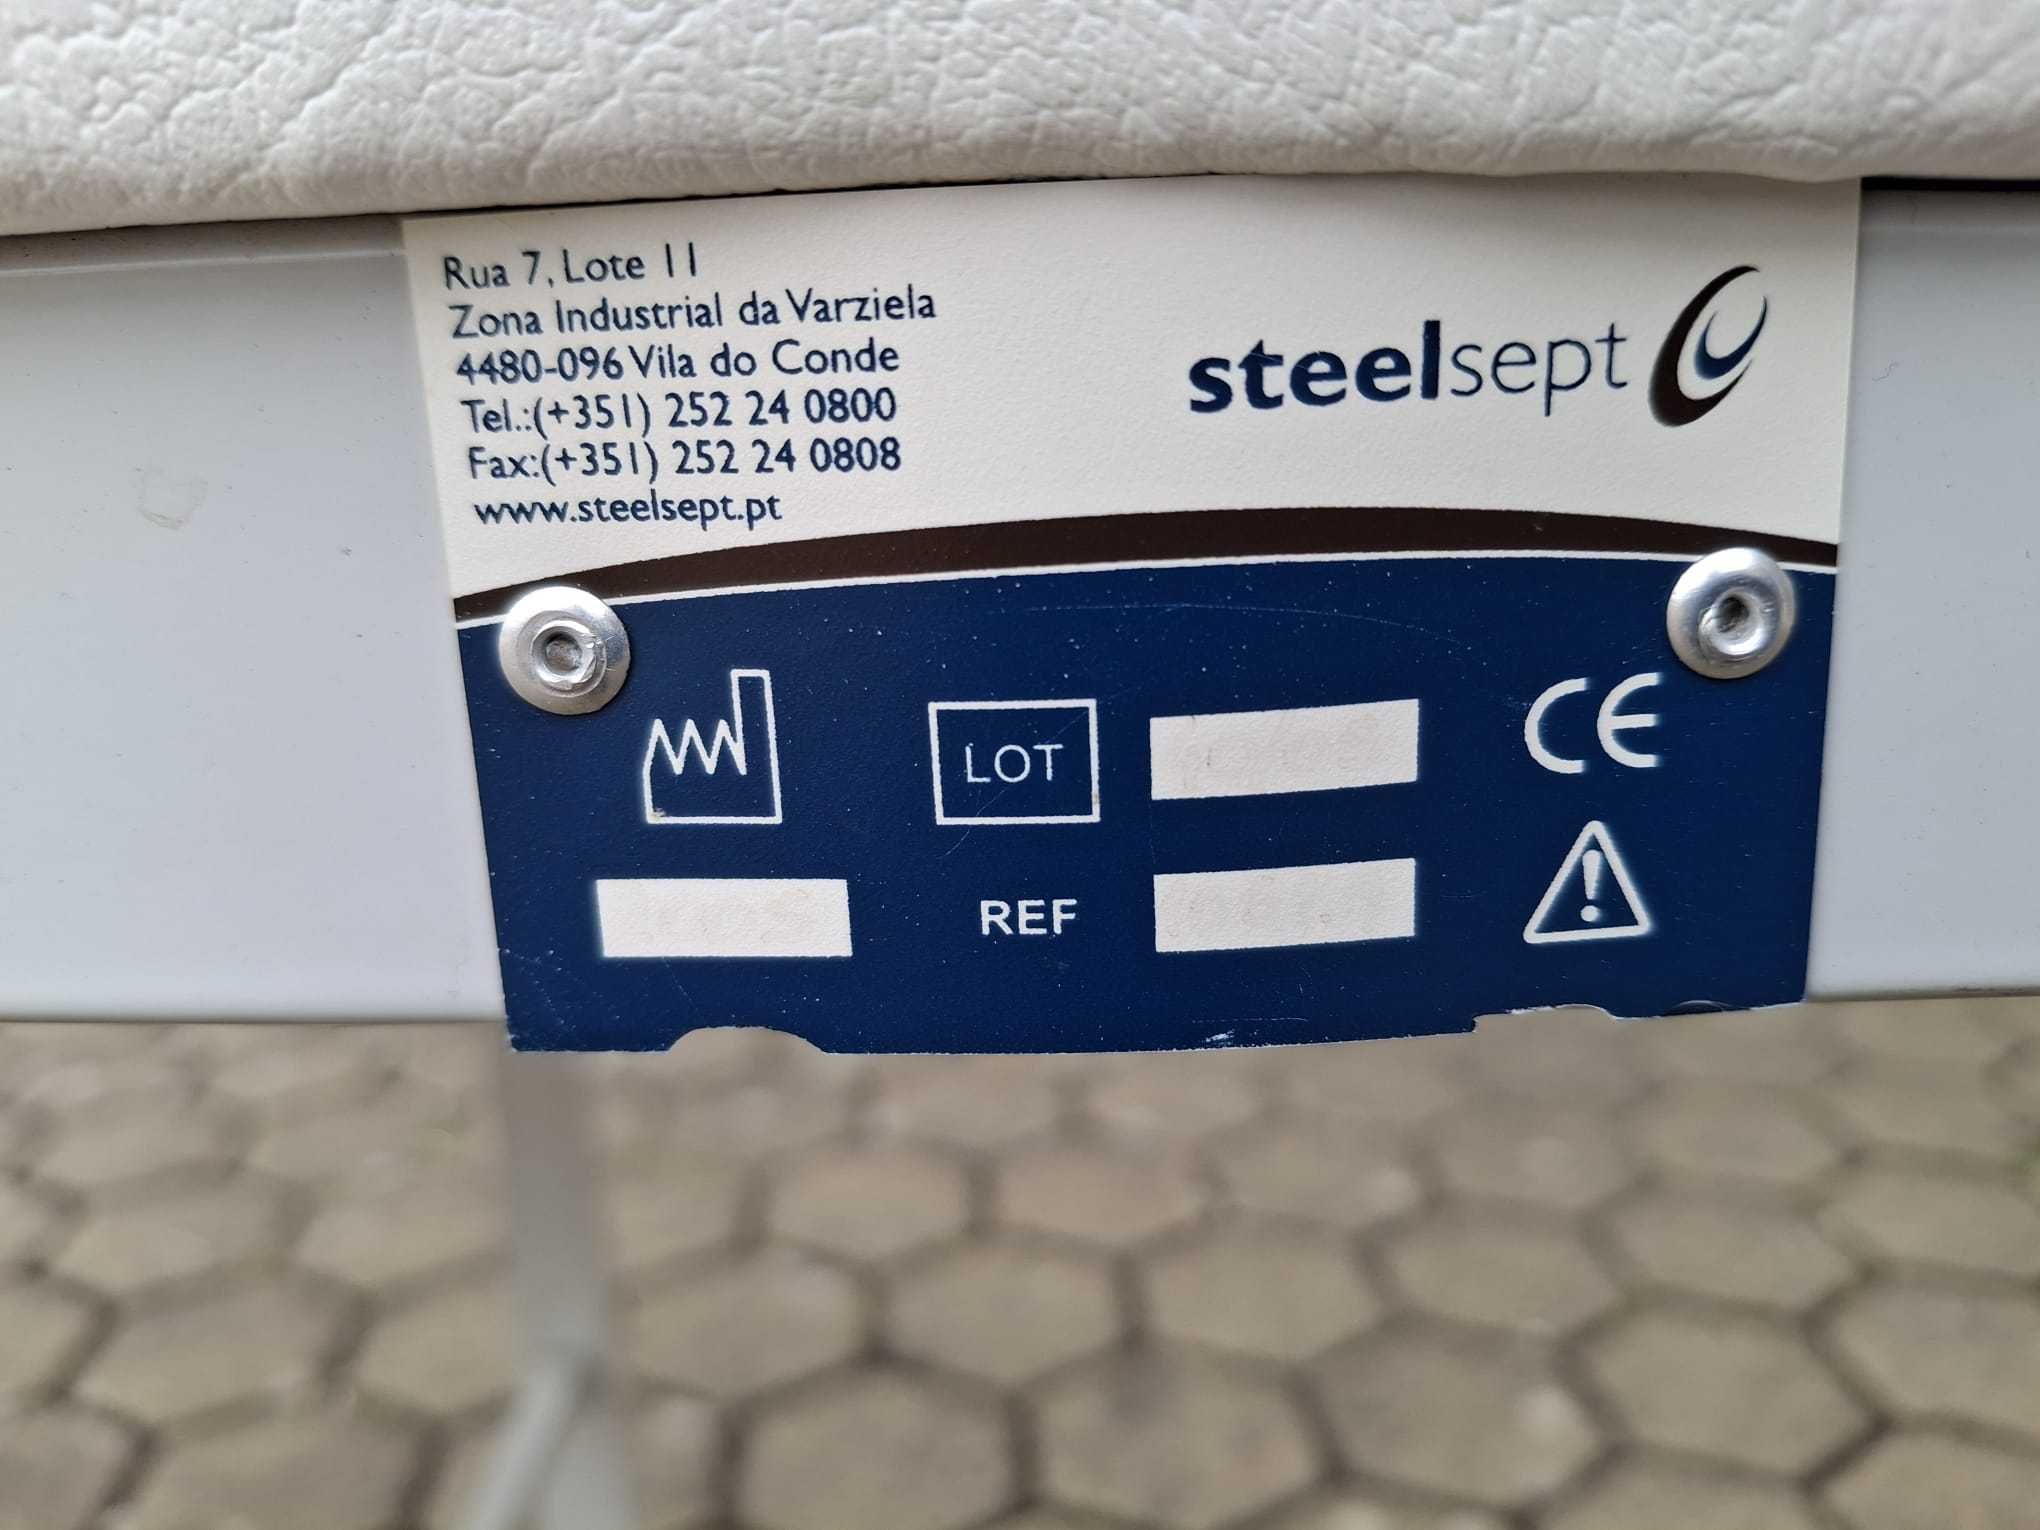 Rua 7, Lote 11
Zona Industrial da Varziela
4480-096 Vila do Conde
Tel.:(+351) 252 24 0800
Fax:(+351) 252 24 0808
www.steelsept.pt
steelsept
LOT
CE
REF